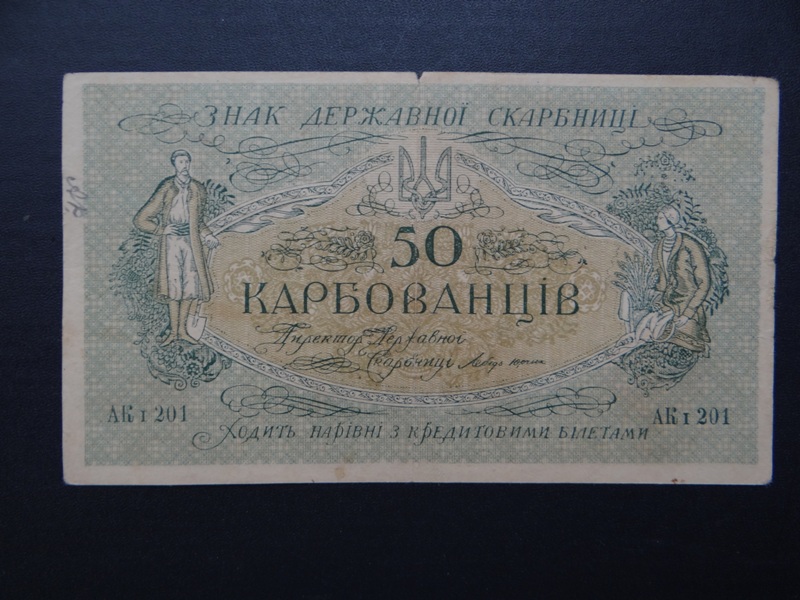 ЗНАК ДЕРЖАВНОЇ СКАРБНИЦІ
50
КАРБОВАНЦІВ
Директор Державної
Скарбниці
АК І 201
АК І 201
Ходить нарівні з кредитовими білетами